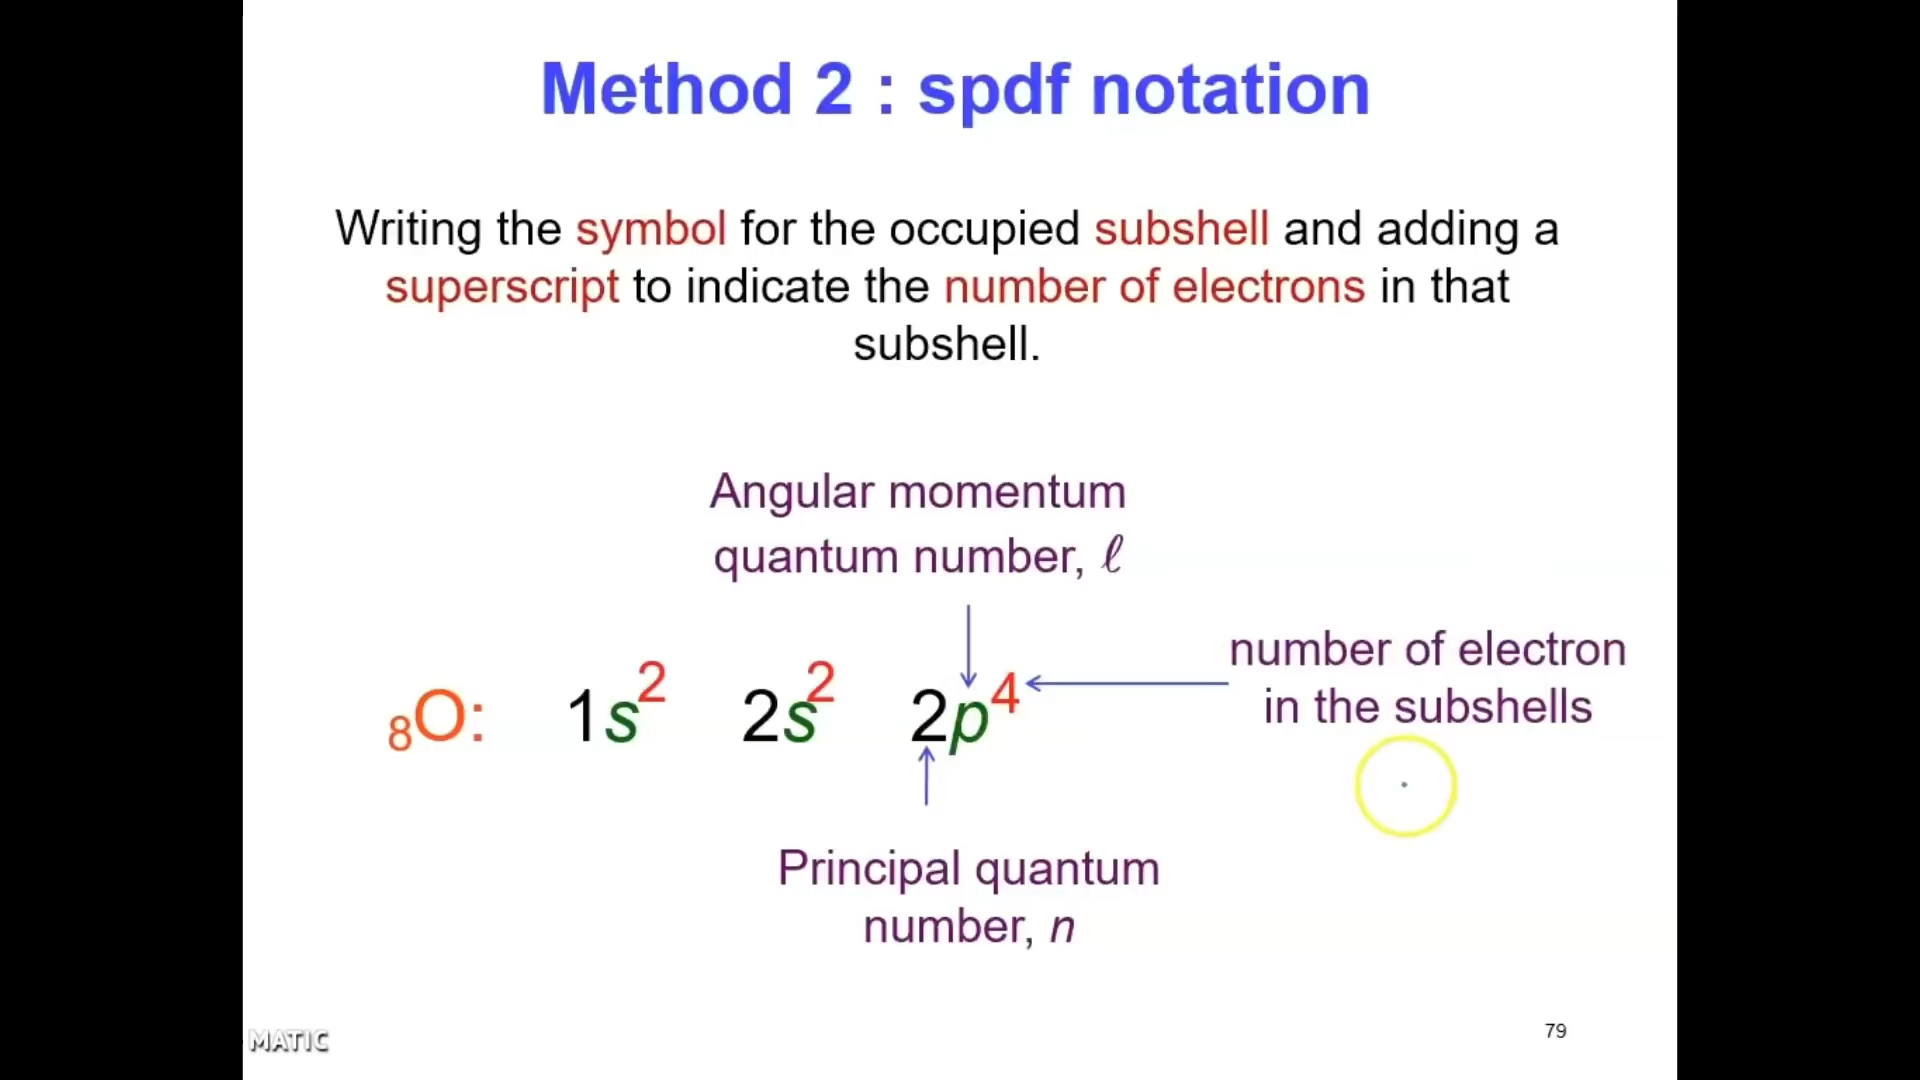 Method 2 : spdf notation
Writing the symbol for the occupied subshell and adding a
superscript to indicate the number of electrons in that
subshell.
Angular momentum
quantum number, ℓ
number of electron
in the subshells
₈O: 1s² 2s² 2p⁴
Principal quantum
number, n
MATIC
79